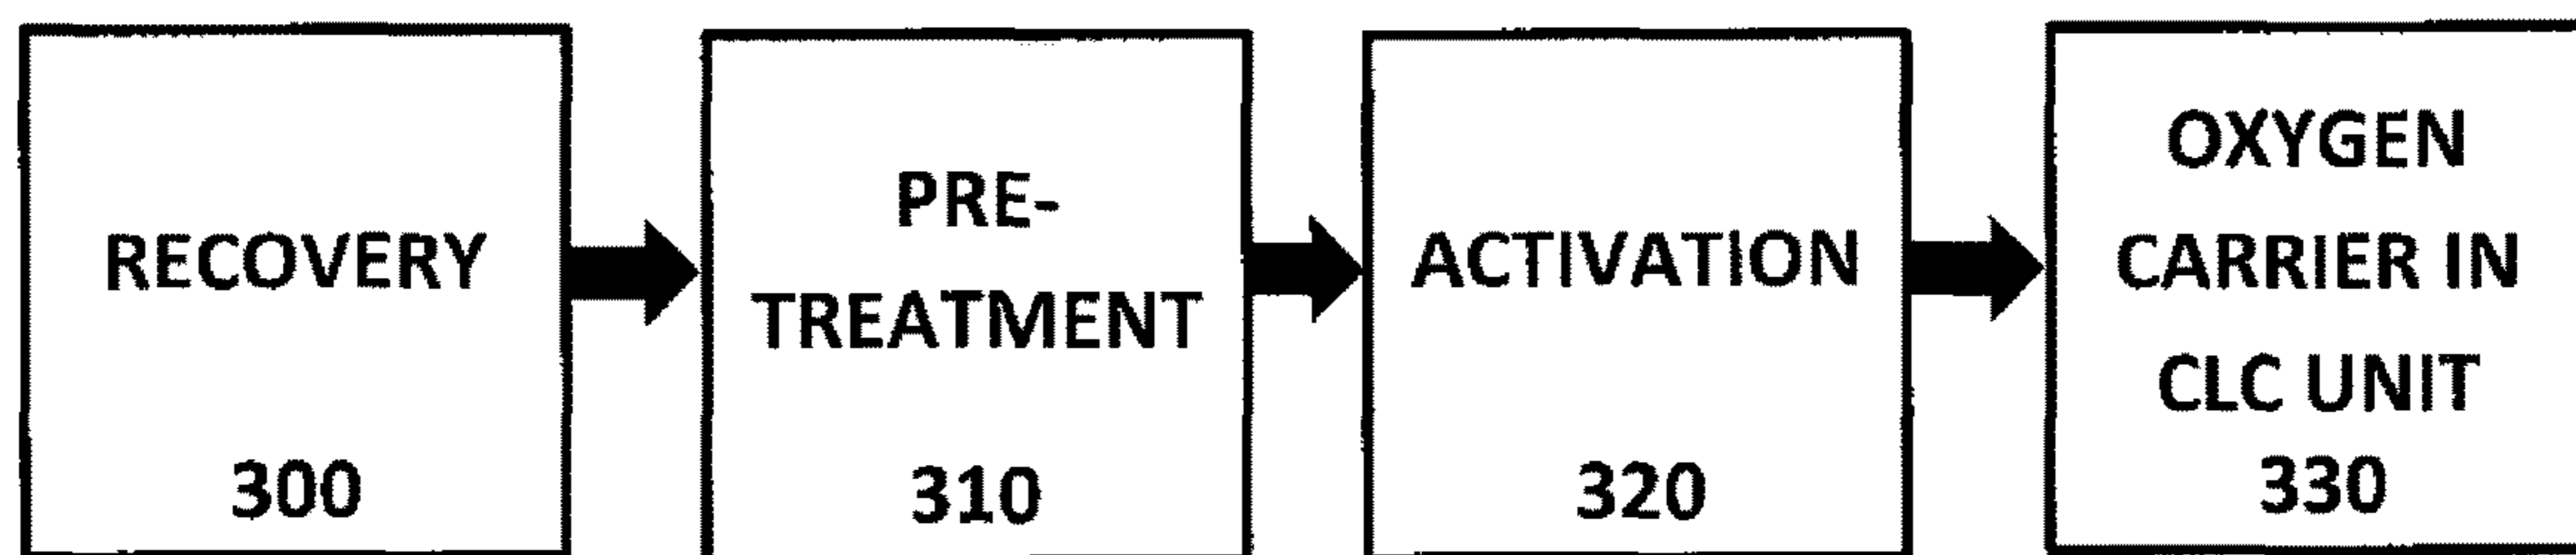 RECOVERY
300
PRE-
TREATMENT
310
ACTIVATION
320
OXYGEN
CARRIER IN
CLC UNIT
330